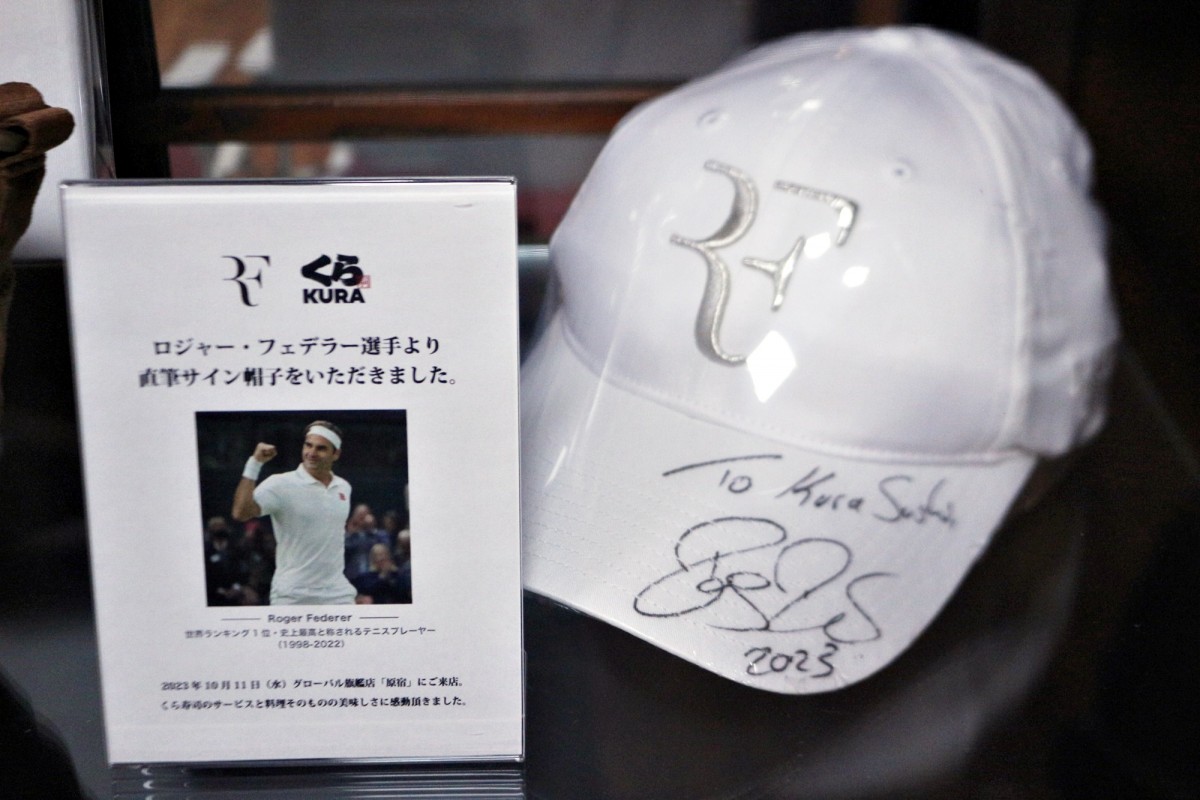 RF くら
KURA
ロジャー・フェデラー選手より
直筆サイン帽子をいただきました。
Roger Federer
世界ランキング1位・史上最高と称されるテニスプレーヤー
(1998-2022)
2023年10月11日（水）グローバル旗艦店「原宿」にご来店。
くら寿司のサービスと料理そのものの美味しさに感動頂きました。
RF
To Kura Sushi
2023